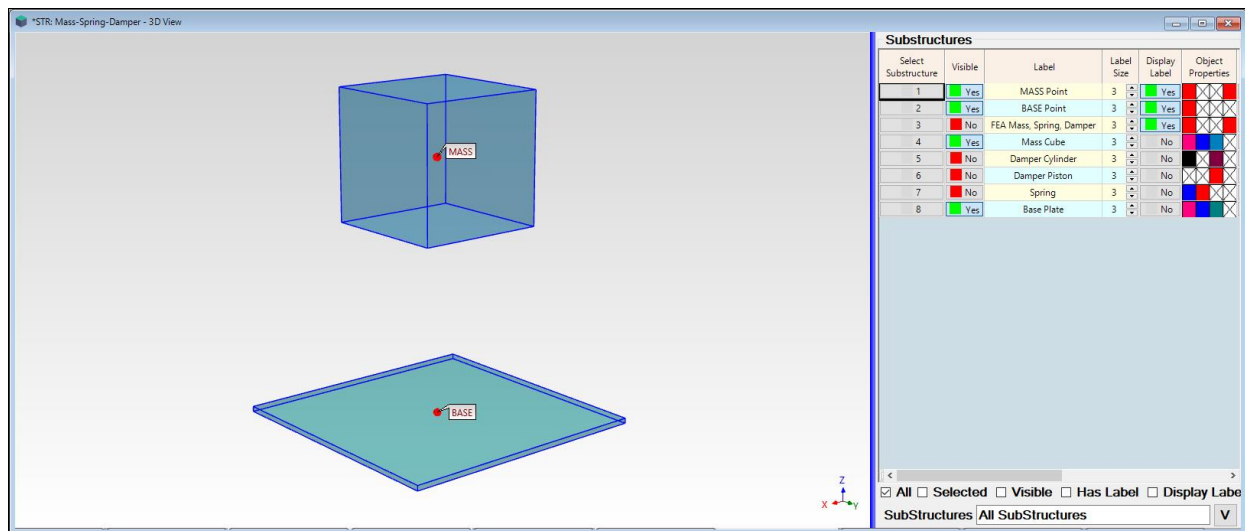 *STR: Mass-Spring-Damper - 3D View
MASS
BASE
Z
X Y
Substructures
Select Substructure Visible Label Label Size Display Label Object Properties
1 Yes MASS Point 3 Yes
2 Yes BASE Point 3 Yes
3 No FEA Mass, Spring, Damper 3 Yes
4 Yes Mass Cube 3 No
5 No Damper Cylinder 3 No
6 No Damper Piston 3 No
7 No Spring 3 No
8 Yes Base Plate 3 No
All Selected Visible Has Label Display Labe
SubStructures All SubStructures V